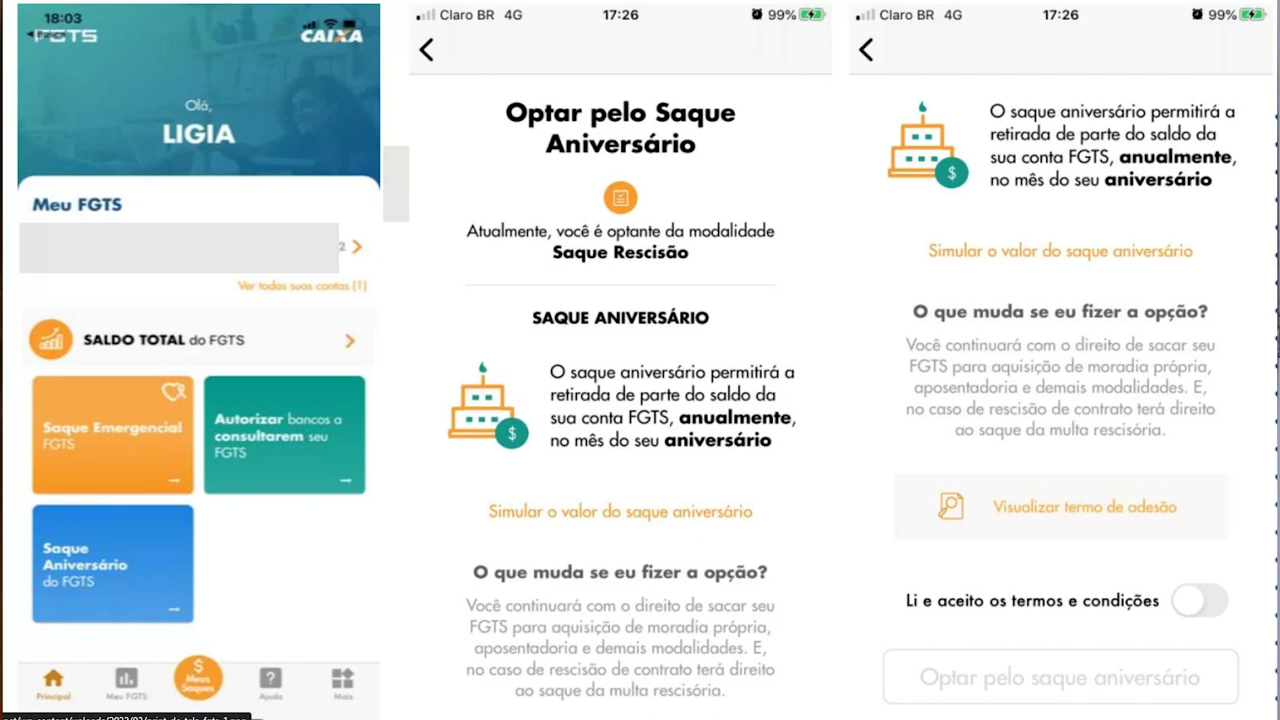 18:03
FGTS
CAIXA
Olá,
LIGIA
Meu FGTS
2
Ver todas suas contas (1)
SALDO TOTAL do FGTS
Saque Emergencial
FGTS
Autorizar bancos a
consultarem seu
FGTS
Saque
Aniversário
do FGTS
Principal
Meu FGTS
$
Meus
Saques
?
Ajuda
Mais
Claro BR 4G
17:26
99%
Optar pelo Saque
Aniversário
Atualmente, você é optante da modalidade
Saque Rescisão
SAQUE ANIVERSÁRIO
$
O saque aniversário permitirá a
retirada de parte do saldo da
sua conta FGTS, anualmente,
no mês do seu aniversário
Simular o valor do saque aniversário
O que muda se eu fizer a opção?
Você continuará com o direito de sacar seu
FGTS para aquisição de moradia própria,
aposentadoria e demais modalidades. E,
no caso de rescisão de contrato terá direito
ao saque da multa rescisória.
Claro BR 4G
17:26
99%
$
O saque aniversário permitirá a
retirada de parte do saldo da
sua conta FGTS, anualmente,
no mês do seu aniversário
Simular o valor do saque aniversário
O que muda se eu fizer a opção?
Você continuará com o direito de sacar seu
FGTS para aquisição de moradia própria,
aposentadoria e demais modalidades. E,
no caso de rescisão de contrato terá direito
ao saque da multa rescisória.
Visualizar termo de adesão
Li e aceito os termos e condições
Optar pelo saque aniversário